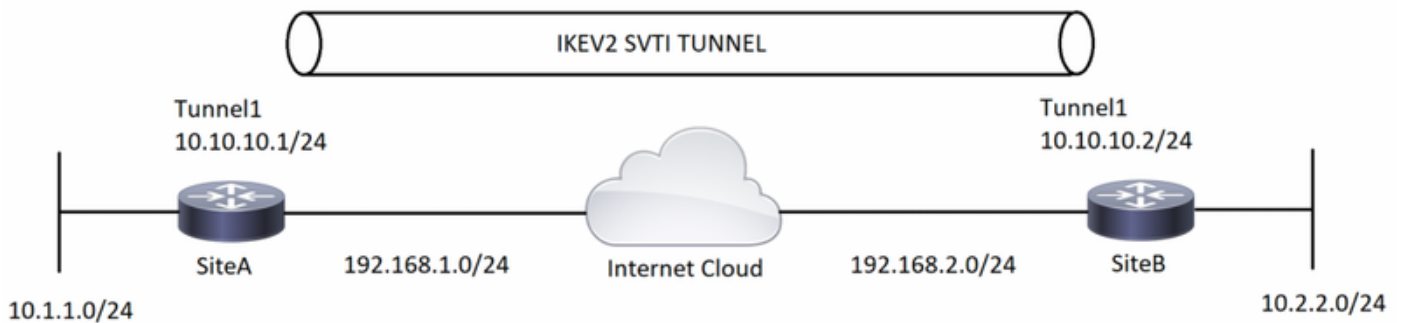 IKEV2 SVTI TUNNEL
Tunnel1
10.10.10.1/24
Tunnel1
10.10.10.2/24
SiteA
192.168.1.0/24
Internet Cloud
192.168.2.0/24
SiteB
10.1.1.0/24
10.2.2.0/24